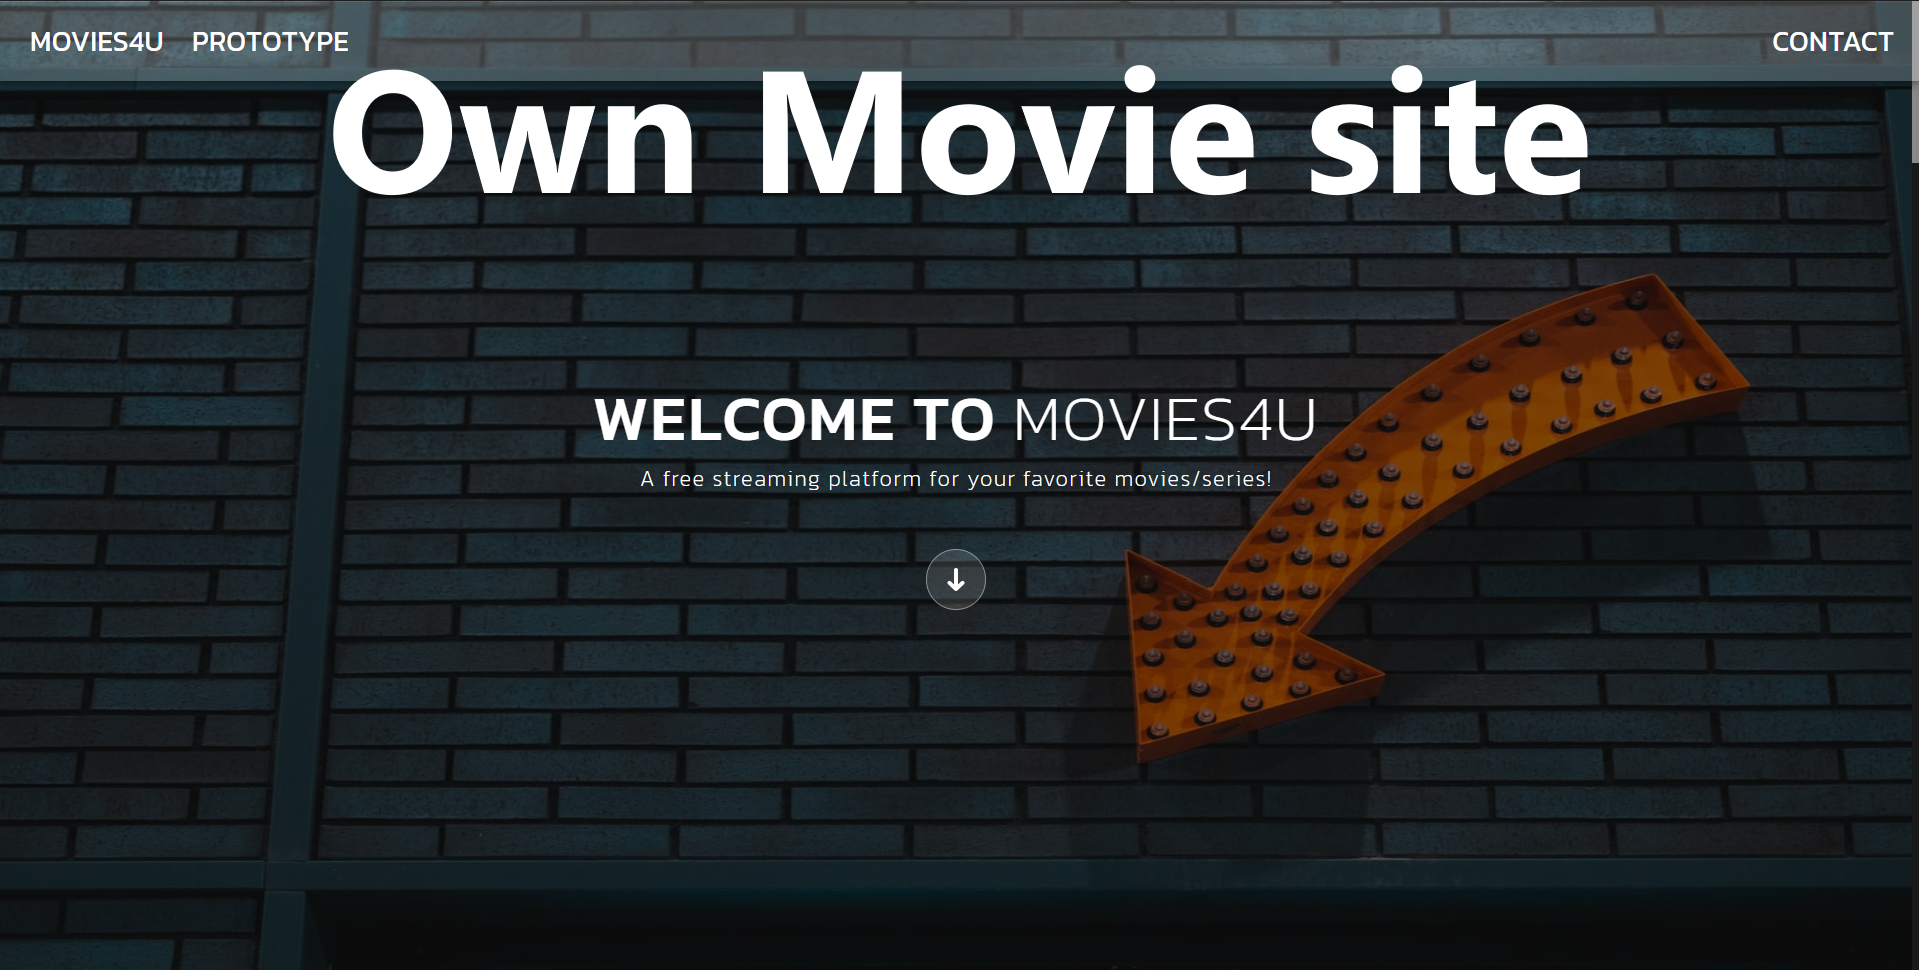 MOVIES4U PROTOTYPE CONTACT
Own Movie site
WELCOME TO MOVIES4U
A free streaming platform for your favorite movies/series!